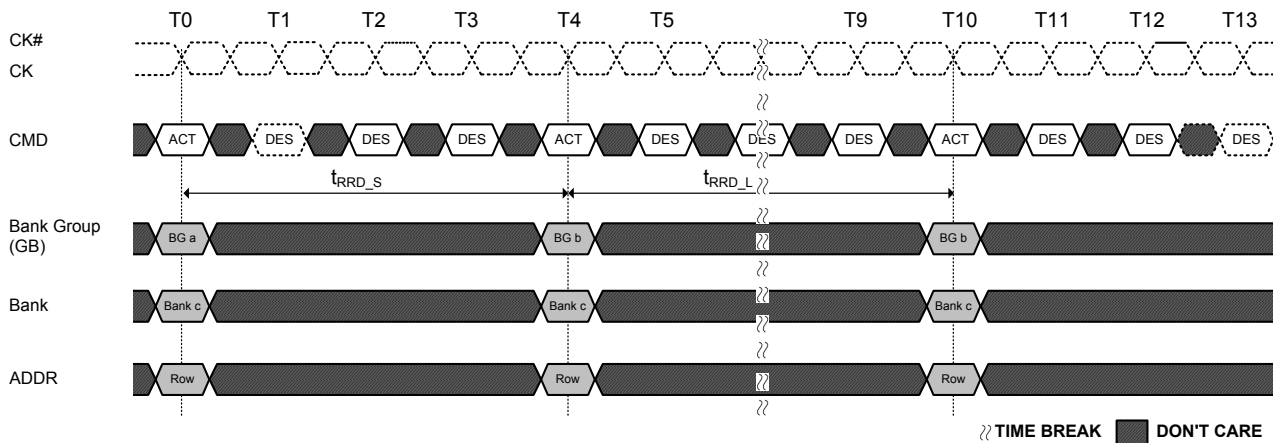 T0 T1 T2 T3 T4 T5 T9 T10 T11 T12 T13
CK#
CK
CMD ACT DES DES DES ACT DES DES DES ACT DES DES DES
tRRD_S tRRD_L
Bank Group
(GB)
BG a BG b BG b
Bank Bank c Bank c Bank c
ADDR Row Row Row
TIME BREAK DON'T CARE